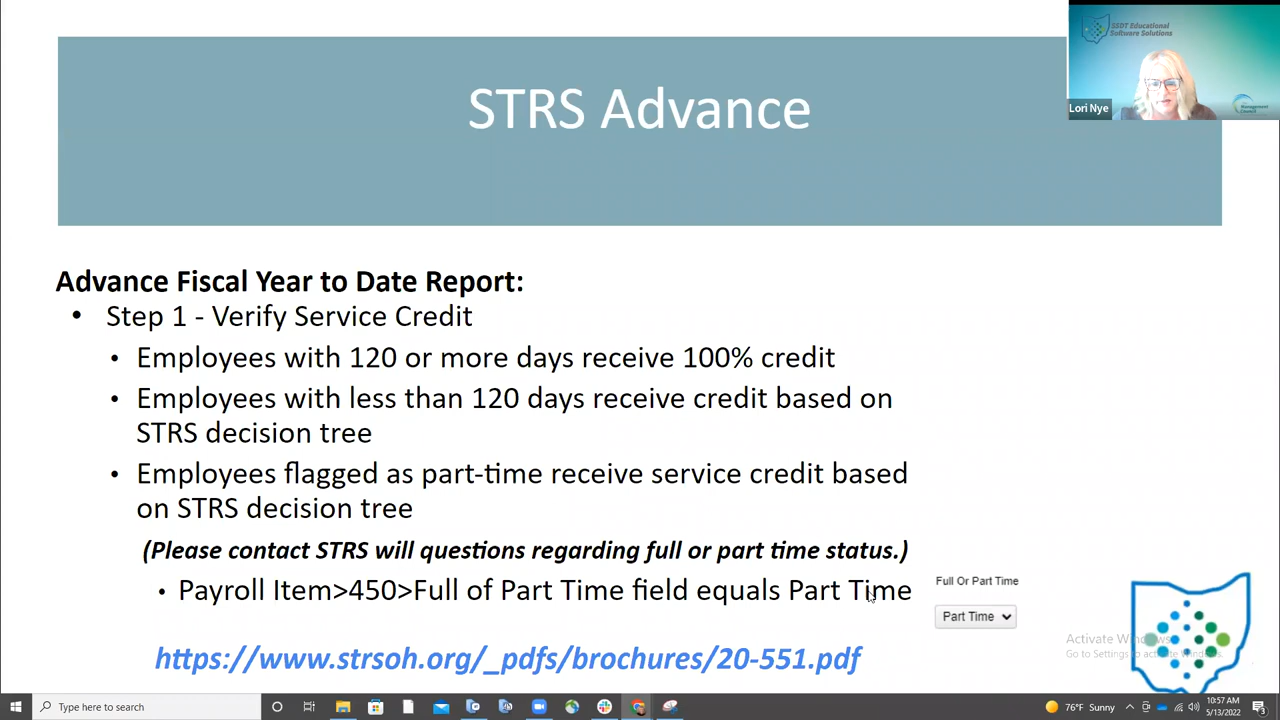 STRS Advance
SSDT Educational
Software Solutions
Lori Nye
Management
Council
Advance Fiscal Year to Date Report:
• Step 1 - Verify Service Credit
• Employees with 120 or more days receive 100% credit
• Employees with less than 120 days receive credit based on
STRS decision tree
• Employees flagged as part-time receive service credit based
on STRS decision tree
(Please contact STRS will questions regarding full or part time status.)
• Payroll Item>450>Full of Part Time field equals Part Time
Full Or Part Time
Part Time
https://www.strsoh.org/_pdfs/brochures/20-551.pdf
Activate Windows
Go to Settings to activate Windows.
Type here to search
76°F Sunny
10:57 AM
5/13/2022
3